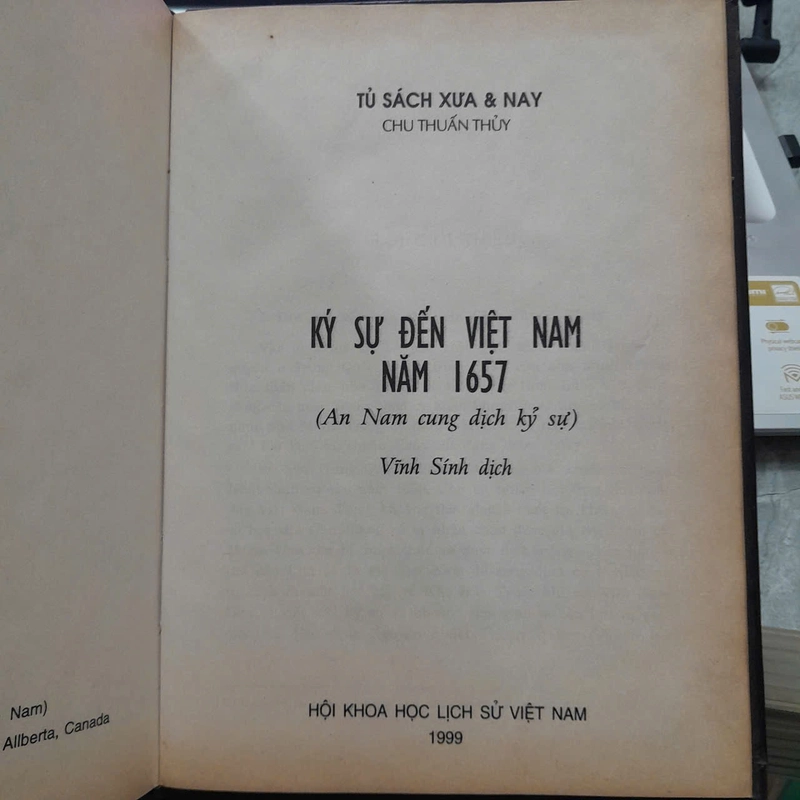 Nam)
Allberta, Canada
TỦ SÁCH XƯA & NAY
CHU THUẤN THỦY
KÝ SỰ ĐẾN VIỆT NAM
NĂM 1657
(An Nam cung dịch kỷ sự)
Vĩnh Sính dịch
HỘI KHOA HỌC LỊCH SỬ VIỆT NAM
1999